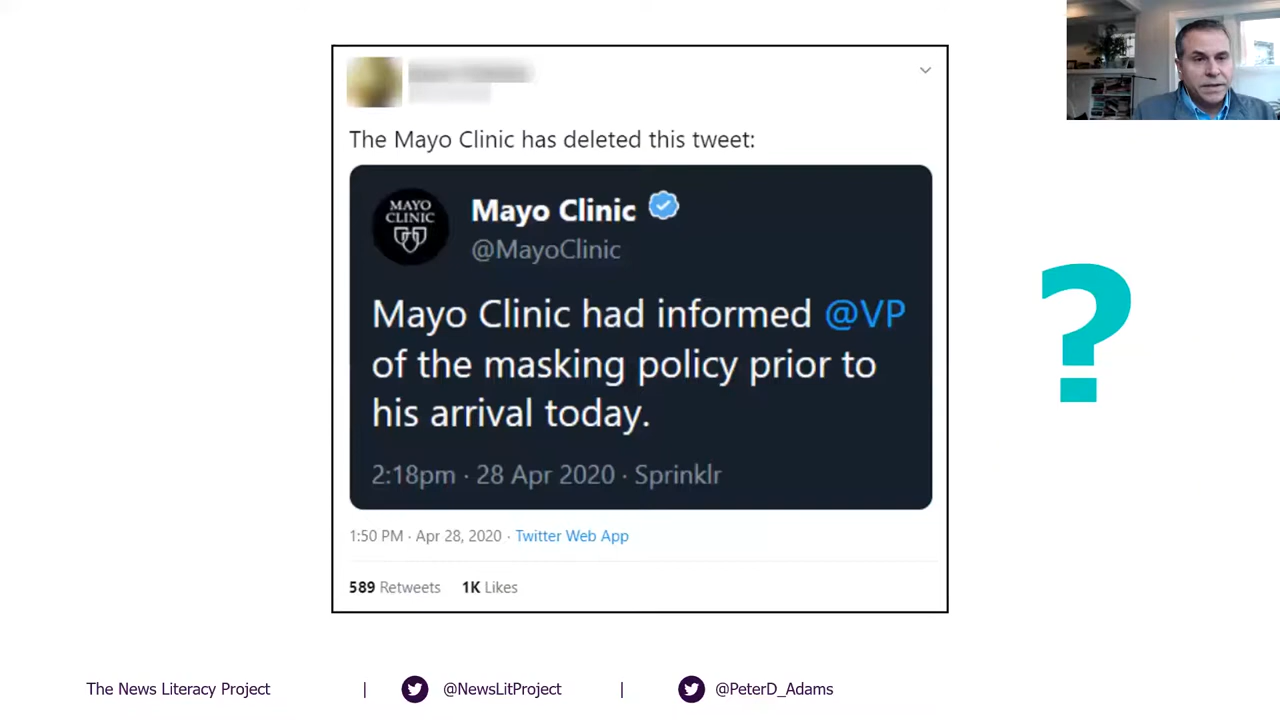 The Mayo Clinic has deleted this tweet:
MAYO
CLINIC
Mayo Clinic
@MayoClinic
Mayo Clinic had informed @VP
of the masking policy prior to
his arrival today.
2:18pm · 28 Apr 2020 · Sprinklr
1:50 PM · Apr 28, 2020 · Twitter Web App
589 Retweets 1K Likes
?
The News Literacy Project | @NewsLitProject | @PeterD_Adams